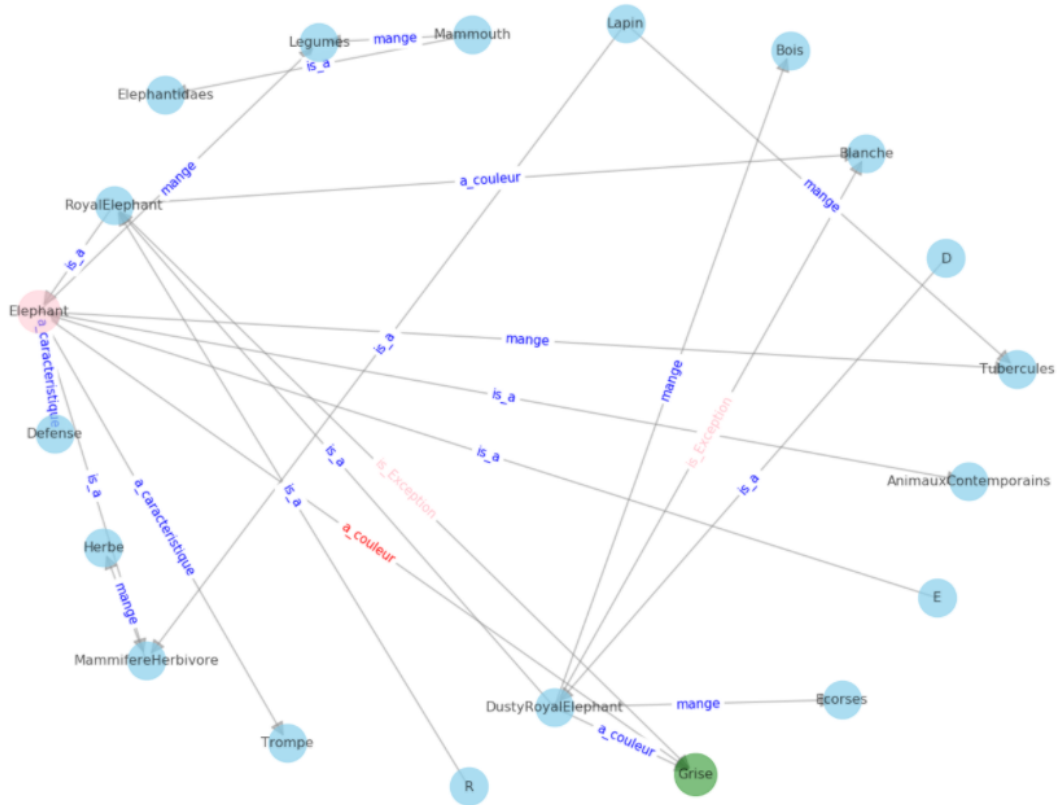 Lapin
Legumes
mange
Mammouth
Bois
is_a
Elephantidaes
Blanche
mange
a_couleur
mange
RoyalElephant
is_a
D
Elephant
mange
is_a
Tubercules
a_caracteristique
mange
is_a
is_Exception
Defense
is_a
is_a
is_Exception
AnimauxContemporains
is_a
a_caracteristique
is_a
is_a
a_couleur
Herbe
mange
E
MammifereHerbivore
DustyRoyalElephant
mange
Ecorses
Trompe
a_couleur
Grise
R